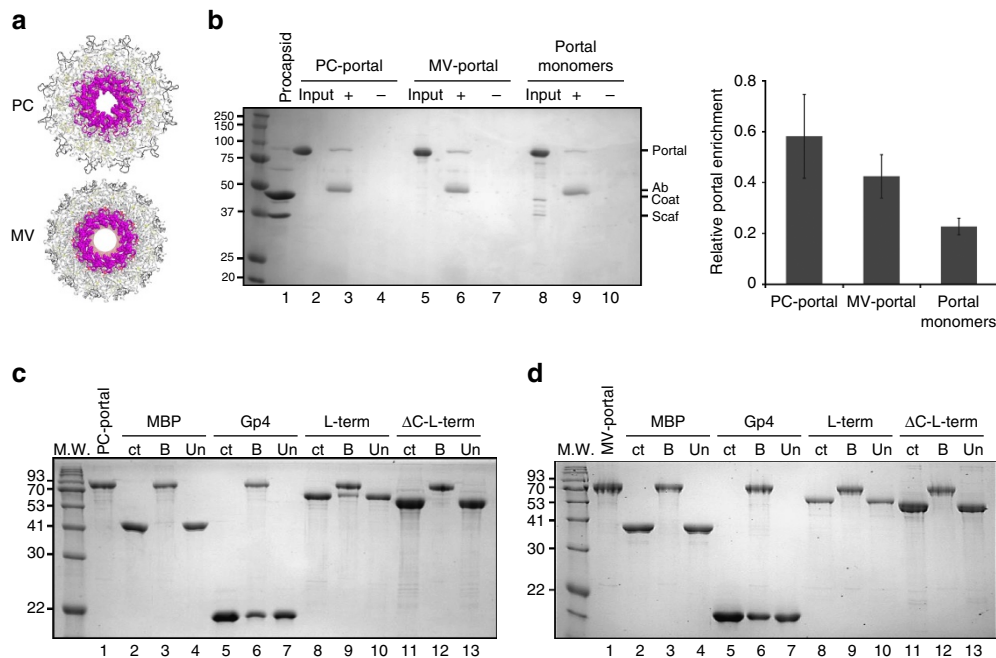 a
PC
MV
b
Procapsid
PC-portal
MV-portal
Portal
monomers
Input + –
Input + –
Input + –
250
150
100
75
50
37
25
20
Portal
Ab
Coat
Scaf
1 2 3 4 5 6 7 8 9 10
Relative portal enrichment
0.8
0.6
0.4
0.2
0
PC-portal
MV-portal
Portal
monomers
c
PC-portal
MBP
Gp4
L-term
ΔC-L-term
M.W.
ct B Un
ct B Un
ct B Un
ct B Un
93
70
53
41
30
22
1 2 3 4 5 6 7 8 9 10 11 12 13
d
MV-portal
MBP
Gp4
L-term
ΔC-L-term
M.W.
ct B Un
ct B Un
ct B Un
ct B Un
93
70
53
41
30
22
1 2 3 4 5 6 7 8 9 10 11 12 13